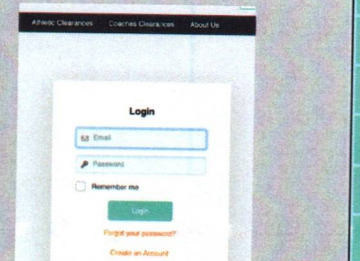 Athletic Clearances Coaches Clearances About Us
Login
Email
Password
Remember me
Login
Forgot your password?
Create an Account